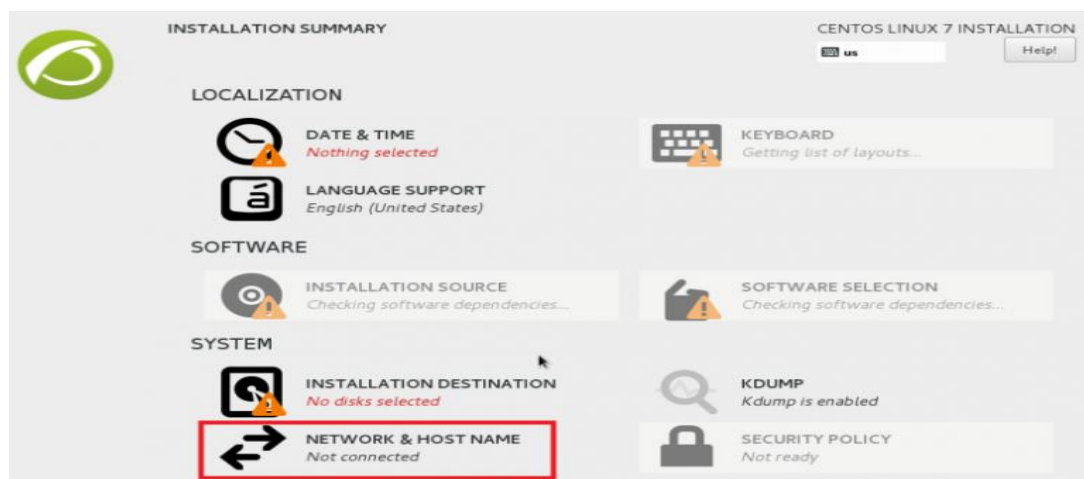 INSTALLATION SUMMARY
CENTOS LINUX 7 INSTALLATION
us
Help!
LOCALIZATION
DATE & TIME
Nothing selected
KEYBOARD
Getting list of layouts...
á
LANGUAGE SUPPORT
English (United States)
SOFTWARE
INSTALLATION SOURCE
Checking software dependencies...
SOFTWARE SELECTION
Checking software dependencies...
SYSTEM
INSTALLATION DESTINATION
No disks selected
KDUMP
Kdump is enabled
NETWORK & HOST NAME
Not connected
SECURITY POLICY
Not ready